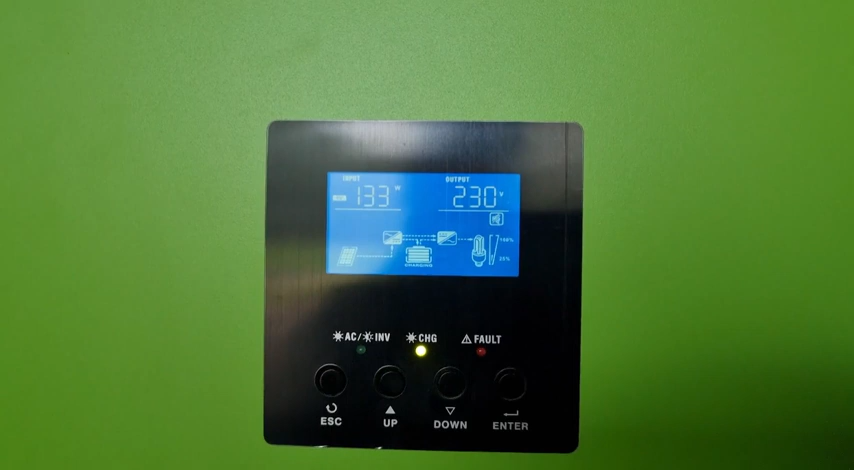 INPUT OUTPUT
133 W 230 V
100%
CHARGING 25%
AC/ INV CHG FAULT
ESC UP DOWN ENTER